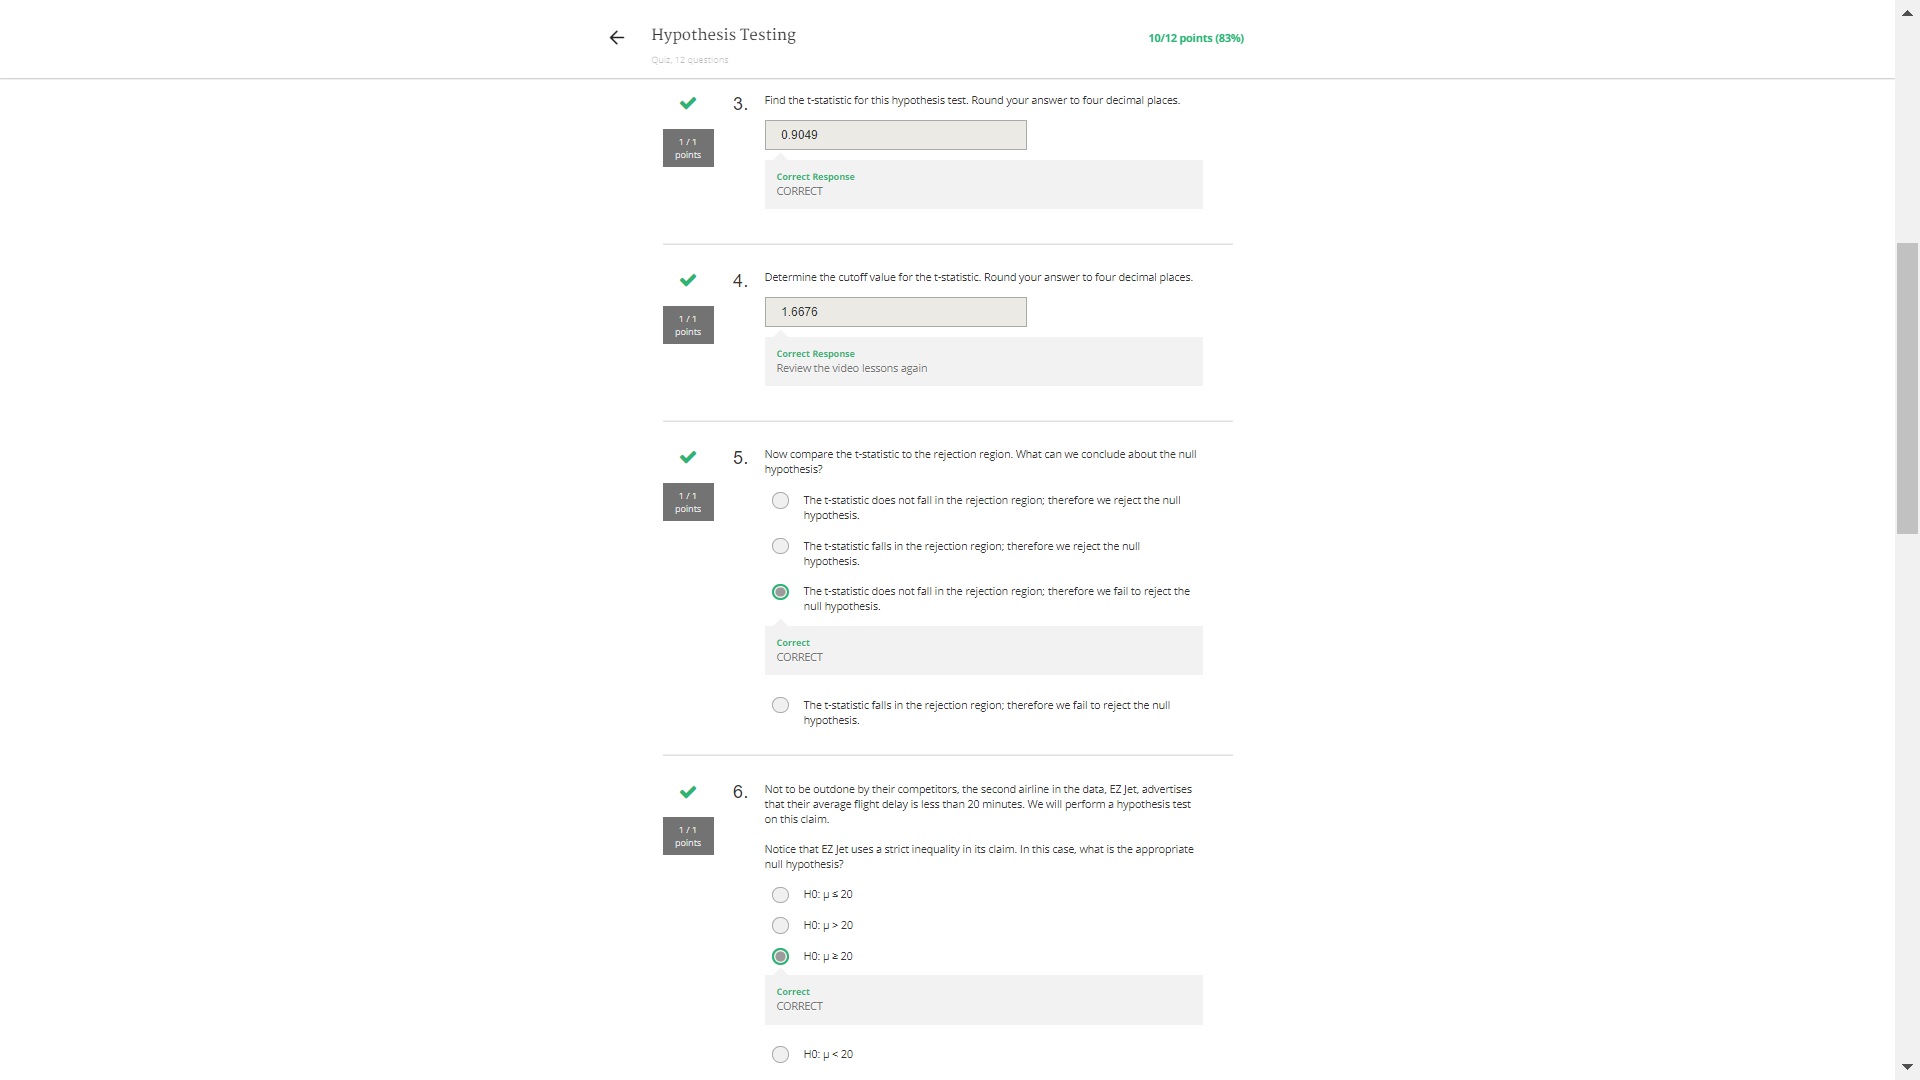 Hypothesis Testing
10/12 points (83%)
Quiz, 12 questions
3. Find the t-statistic for this hypothesis test. Round your answer to four decimal places.
1 / 1
points
0.9049
Correct Response
CORRECT
4. Determine the cutoff value for the t-statistic. Round your answer to four decimal places.
1 / 1
points
1.6676
Correct Response
Review the video lessons again
5. Now compare the t-statistic to the rejection region. What can we conclude about the null
hypothesis?
1 / 1
points
The t-statistic does not fall in the rejection region; therefore we reject the null
hypothesis.
The t-statistic falls in the rejection region; therefore we reject the null
hypothesis.
The t-statistic does not fall in the rejection region; therefore we fail to reject the
null hypothesis.
Correct
CORRECT
The t-statistic falls in the rejection region; therefore we fail to reject the null
hypothesis.
6. Not to be outdone by their competitors, the second airline in the data, EZ Jet, advertises
that their average flight delay is less than 20 minutes. We will perform a hypothesis test
on this claim.
1 / 1
points
Notice that EZ Jet uses a strict inequality in its claim. In this case, what is the appropriate
null hypothesis?
H0: μ ≤ 20
H0: μ > 20
H0: μ ≥ 20
Correct
CORRECT
H0: μ < 20